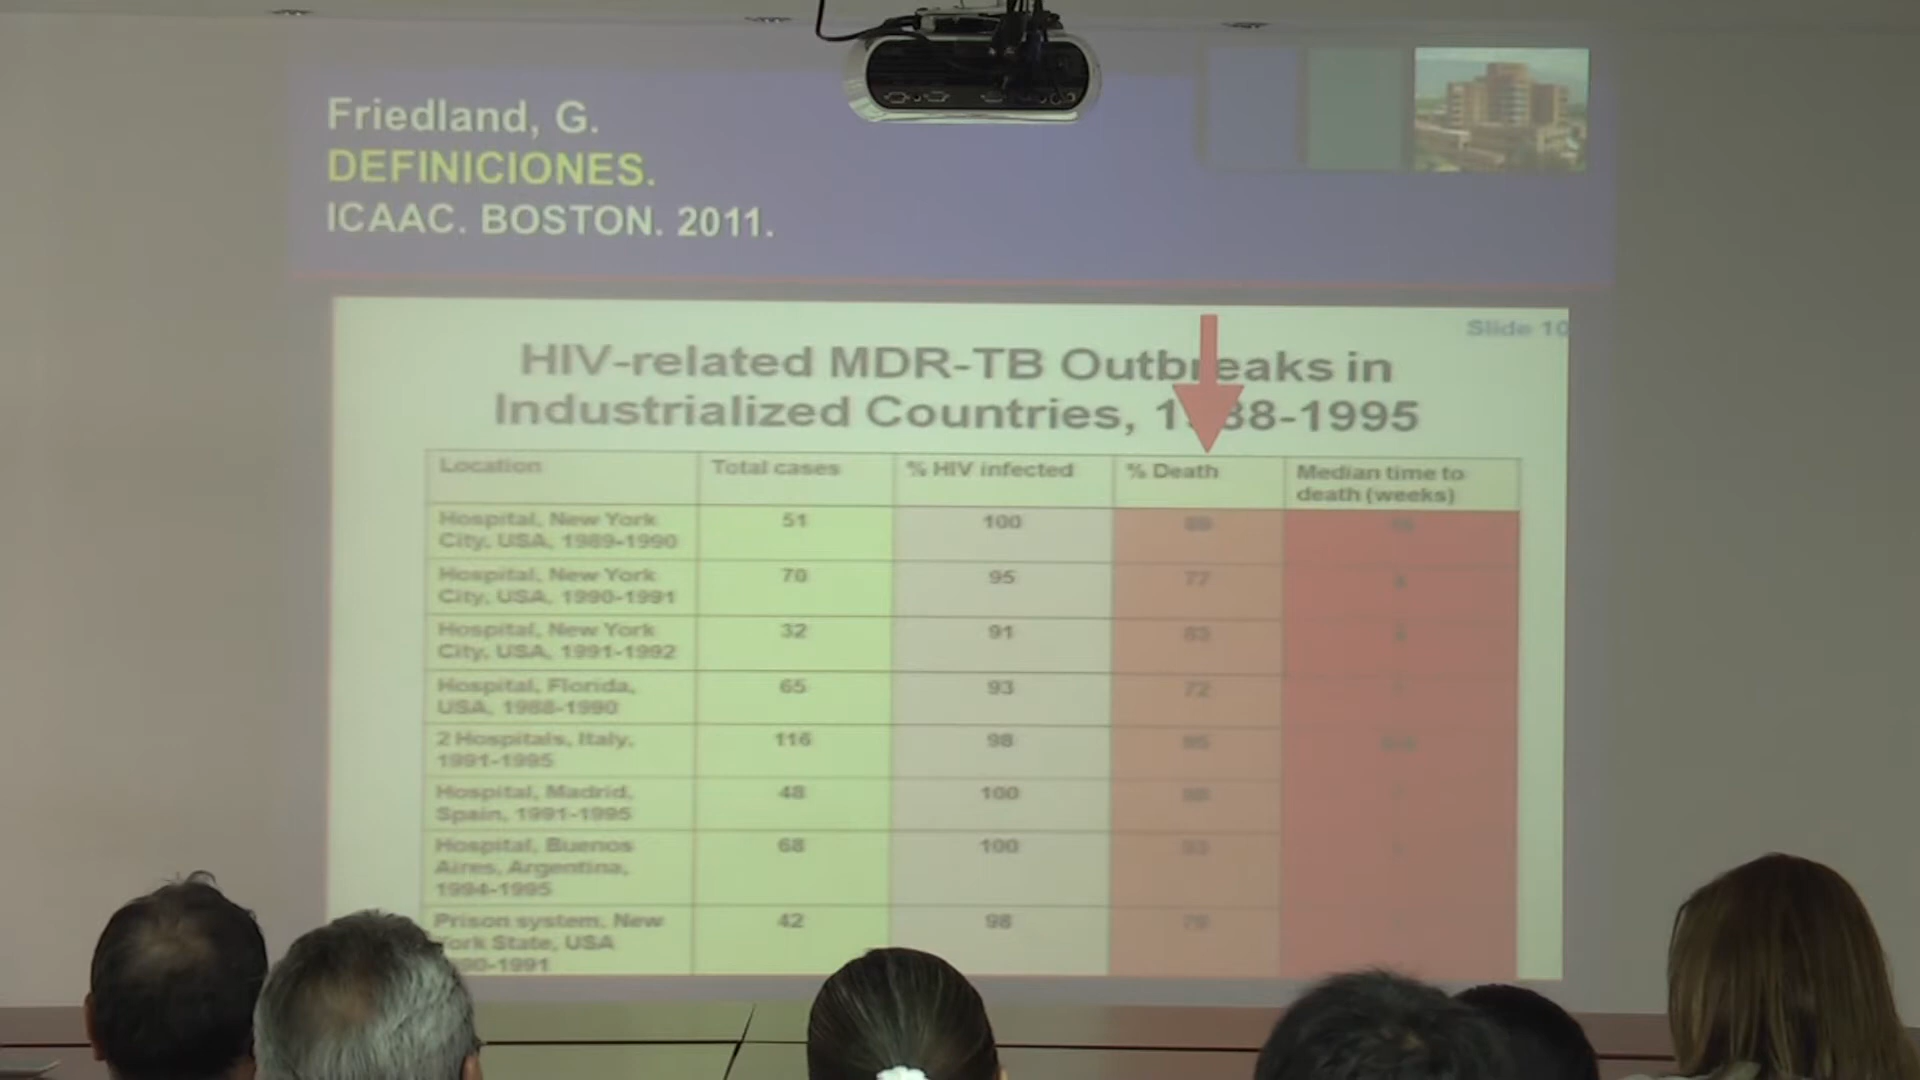 Friedland, G.
DEFINICIONES.
ICAAC. BOSTON. 2011.
Slide 10
HIV-related MDR-TB Outbreaks in
Industrialized Countries, 1 88-1995
Location Total cases % HIV infected % Death Median time to
death (weeks)
Hospital, New York 51 100
City, USA, 1989-1990
Hospital, New York 70 95 77
City, USA, 1990-1991
Hospital, New York 32 91
City, USA, 1991-1992
Hospital, Florida, 65 93 72
USA, 1988-1990
2 Hospitals, Italy, 116 98
1991-1995
Hospital, Madrid, 48 100
Spain, 1991-1995
Hospital, Buenos 68 100
Aires, Argentina,
1994-1995
Prison system, New 42 98
York State, USA
90-1991